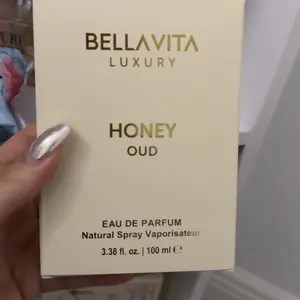 BELLAVITA
LUXURY
HONEY
OUD
EAU DE PARFUM
Natural Spray Vaporisateur
3.38 fl. oz. | 100 ml ℮